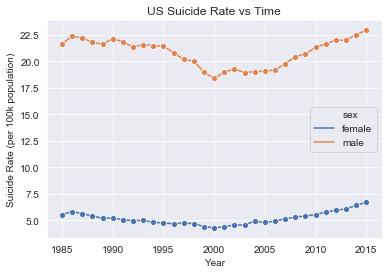 US Suicide Rate vs Time
Suicide Rate (per 100k population)
22.5
20.0
17.5
15.0
12.5
10.0
7.5
5.0
sex
female
male
1985 1990 1995 2000 2005 2010 2015
Year